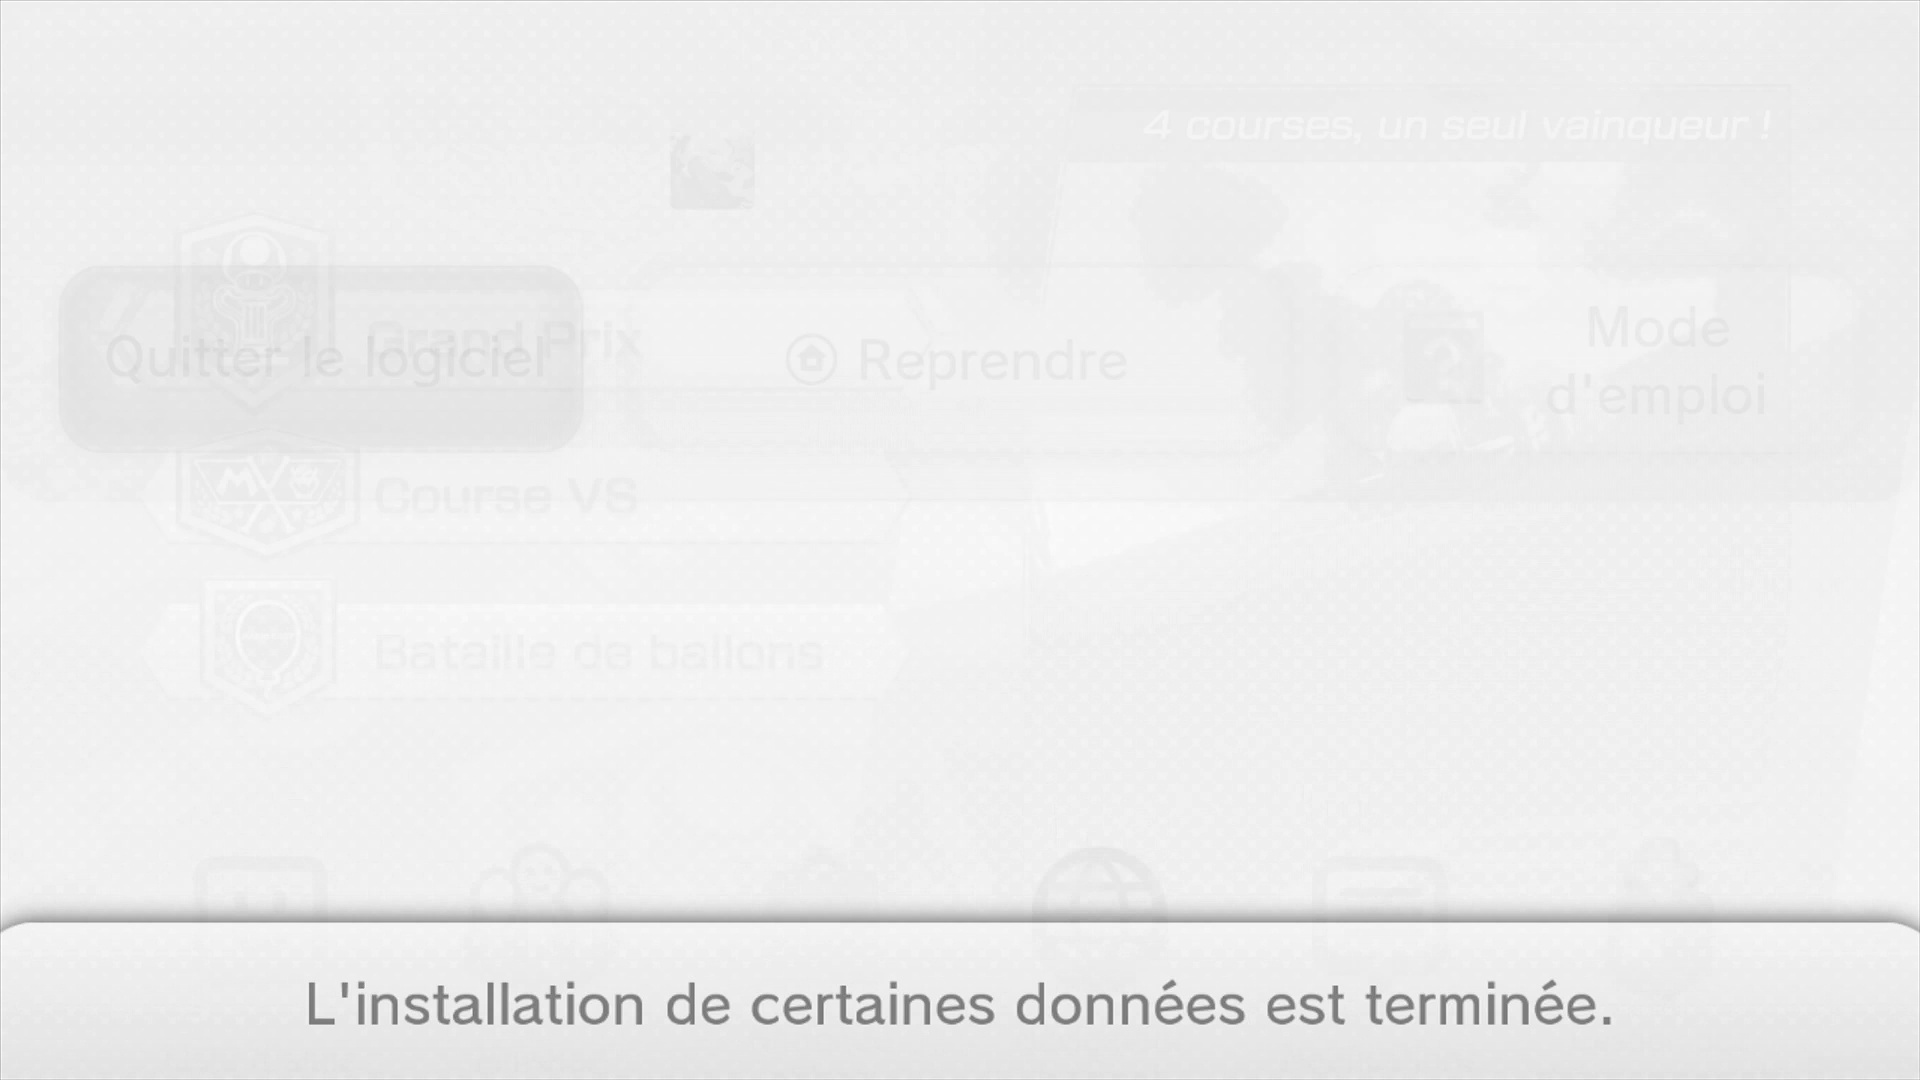 4 courses, un seul vainqueur !
Grand Prix
Quitter le logiciel
Reprendre
Mode
d'emploi
Course VS
Bataille de ballons
L'installation de certaines données est terminée.